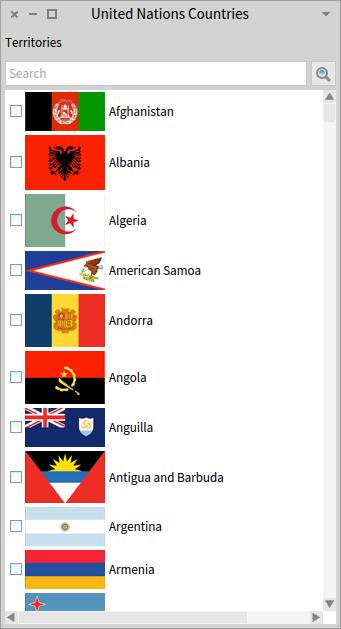 United Nations Countries
Territories
Search
Afghanistan
Albania
Algeria
American Samoa
Andorra
Angola
Anguilla
Antigua and Barbuda
Argentina
Armenia